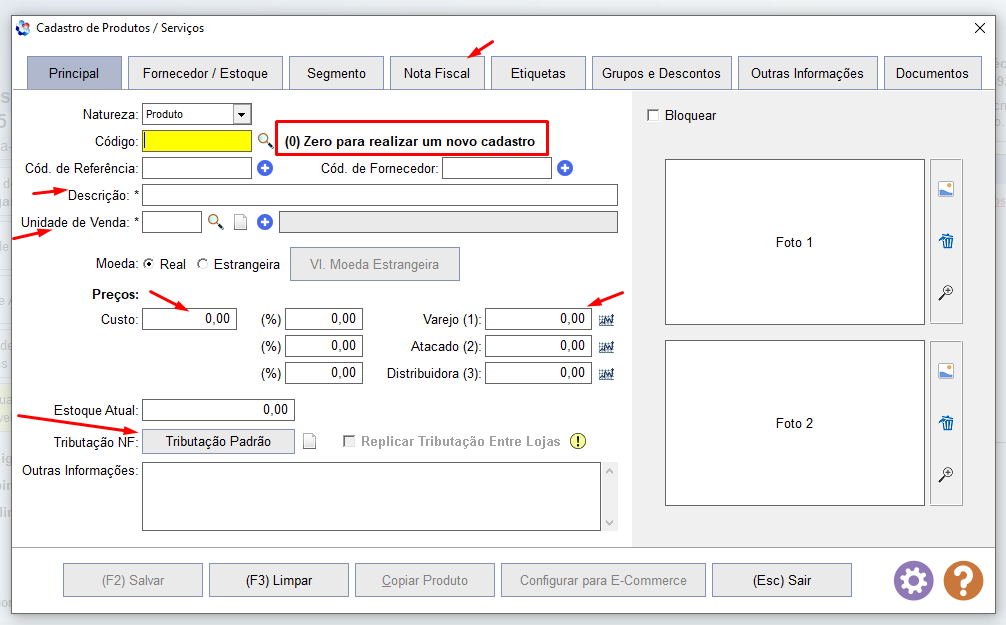 Cadastro de Produtos / Serviços
Principal
Fornecedor / Estoque
Segmento
Nota Fiscal
Etiquetas
Grupos e Descontos
Outras Informações
Documentos
Natureza: Produto
Bloquear
Código: (0) Zero para realizar um novo cadastro
Cód. de Referência: Cód. de Fornecedor:
Descrição: *
Unidade de Venda: *
Foto 1
Moeda: Real Estrangeira Vl. Moeda Estrangeira
Preços:
Custo: 0,00 (%) 0,00 Varejo (1): 0,00
(%) 0,00 Atacado (2): 0,00
(%) 0,00 Distribuidora (3): 0,00
Estoque Atual: 0,00
Foto 2
Tributação NF: Tributação Padrão Replicar Tributação Entre Lojas
Outras Informações:
(F2) Salvar
(F3) Limpar
Copiar Produto
Configurar para E-Commerce
(Esc) Sair